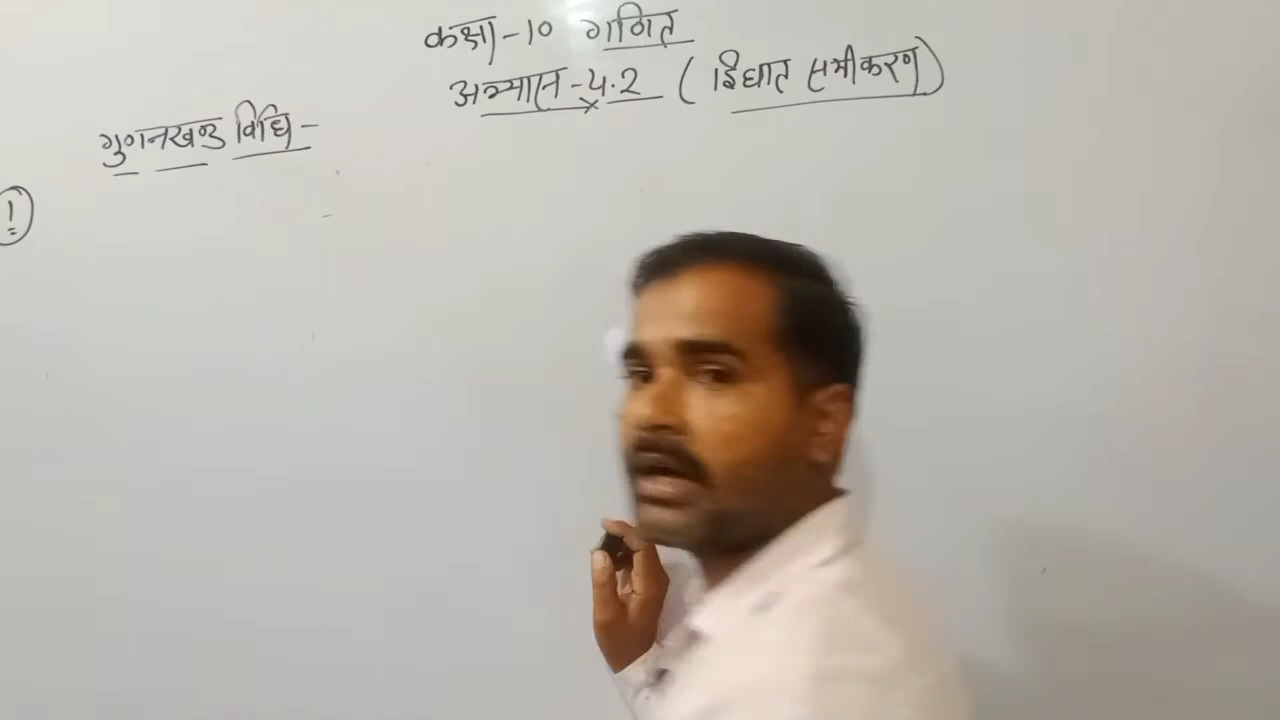 कक्षा-10 गणित
अभ्यास-4.2 (द्विघात समीकरण)
गुणनखण्ड विधि-
1